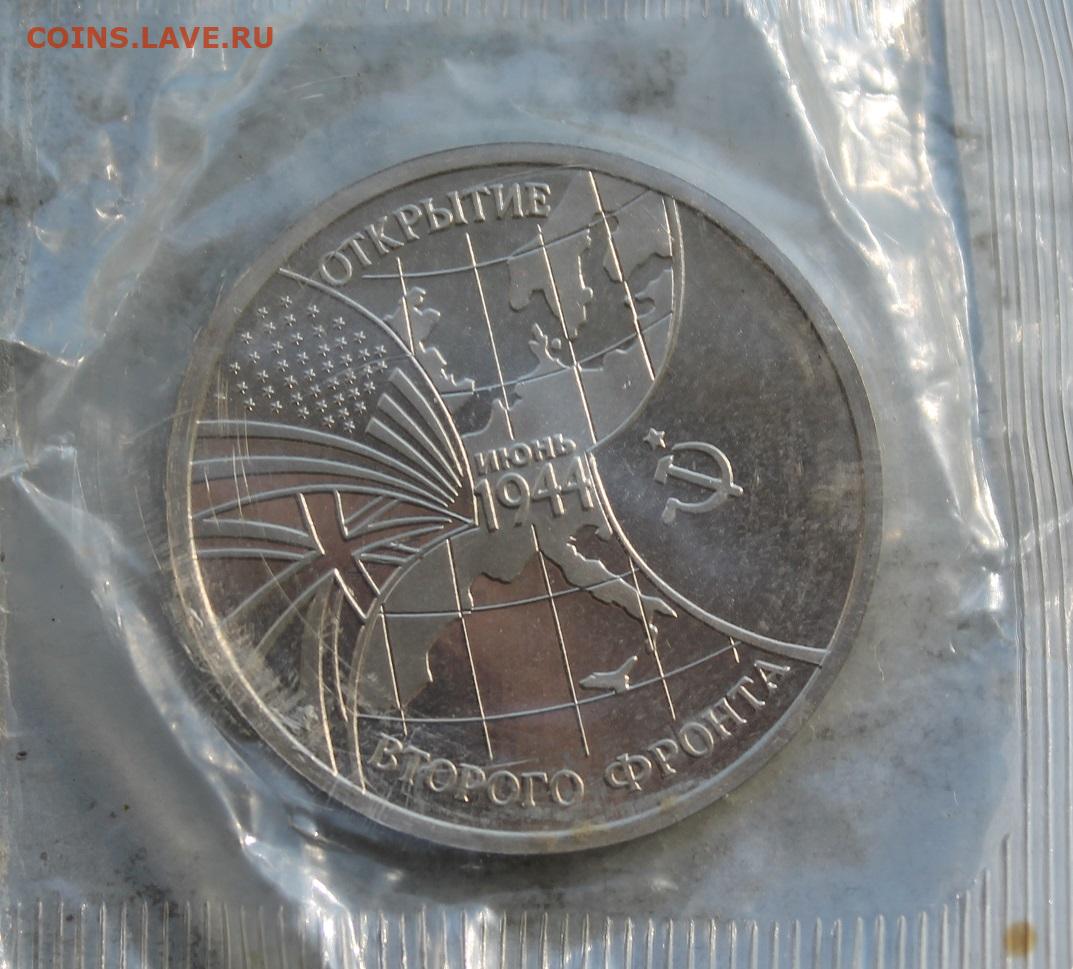 COINS.LAVE.RU
ОТКРЫТИЕ
ИЮНЬ
1944
ВТОРОГО ФРОНТА